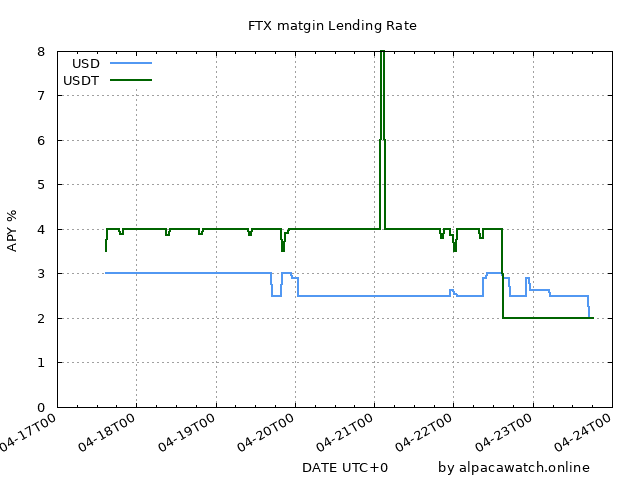 FTX matgin Lending Rate
USD
USDT
APY %
8
7
6
5
4
3
2
1
0
04-17T00
04-18T00
04-19T00
04-20T00
04-21T00
04-22T00
04-23T00
04-24T00
DATE UTC+0
by alpacawatch.online